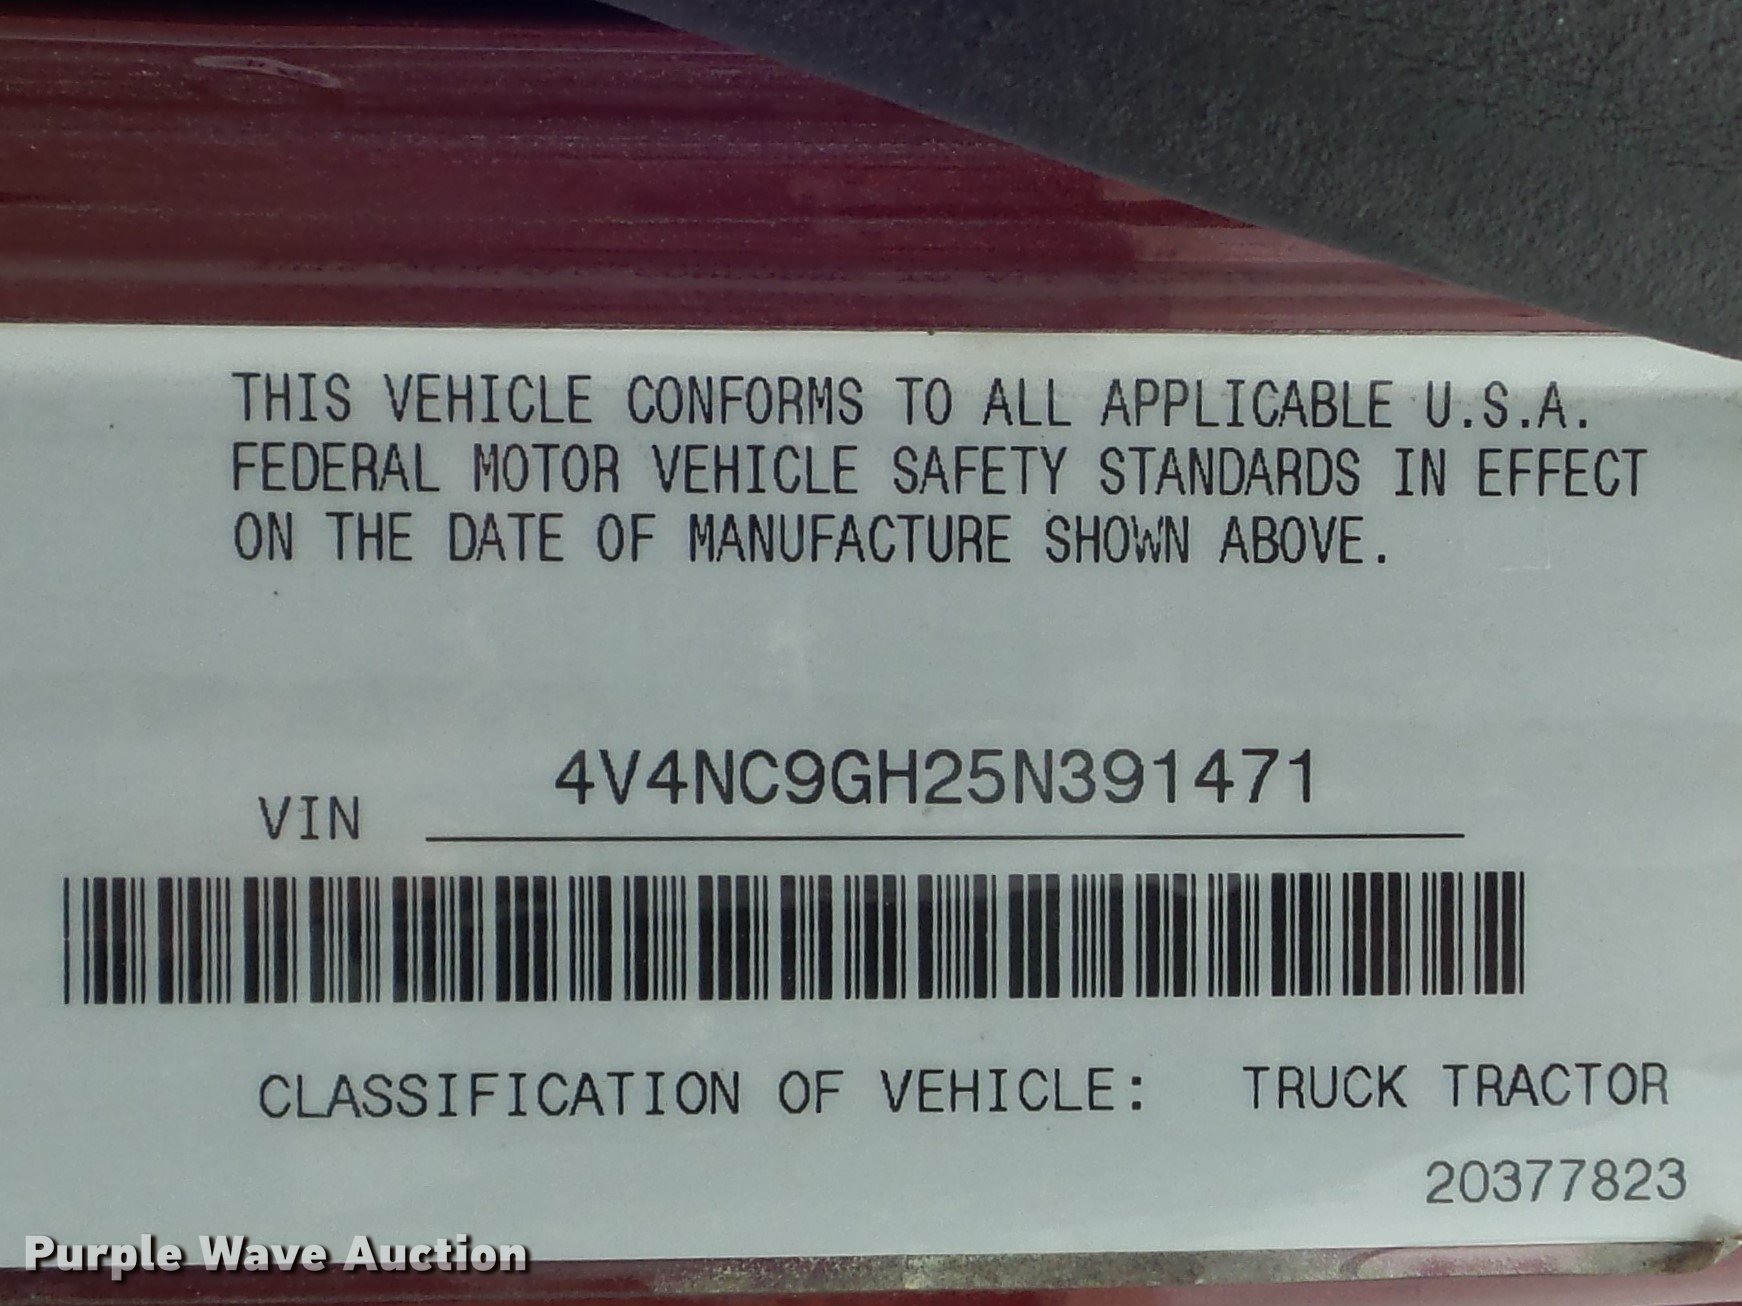 THIS VEHICLE CONFORMS TO ALL APPLICABLE U.S.A.
FEDERAL MOTOR VEHICLE SAFETY STANDARDS IN EFFECT
ON THE DATE OF MANUFACTURE SHOWN ABOVE.
VIN 4V4NC9GH25N391471
CLASSIFICATION OF VEHICLE: TRUCK TRACTOR
20377823
Purple Wave Auction